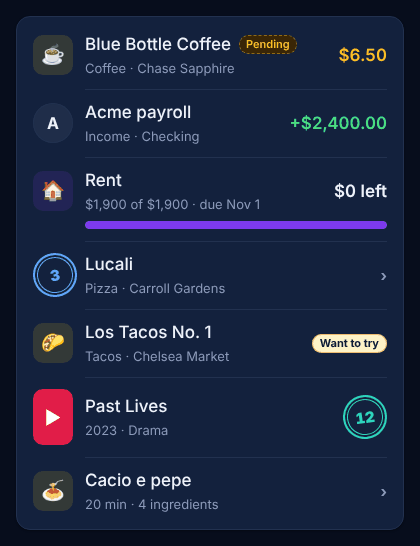 Blue Bottle Coffee Pending
$6.50
Coffee · Chase Sapphire
A
Acme payroll
+$2,400.00
Income · Checking
Rent
$0 left
$1,900 of $1,900 · due Nov 1
3
Lucali
›
Pizza · Carroll Gardens
Los Tacos No. 1
Want to try
Tacos · Chelsea Market
Past Lives
12
2023 · Drama
Cacio e pepe
›
20 min · 4 ingredients